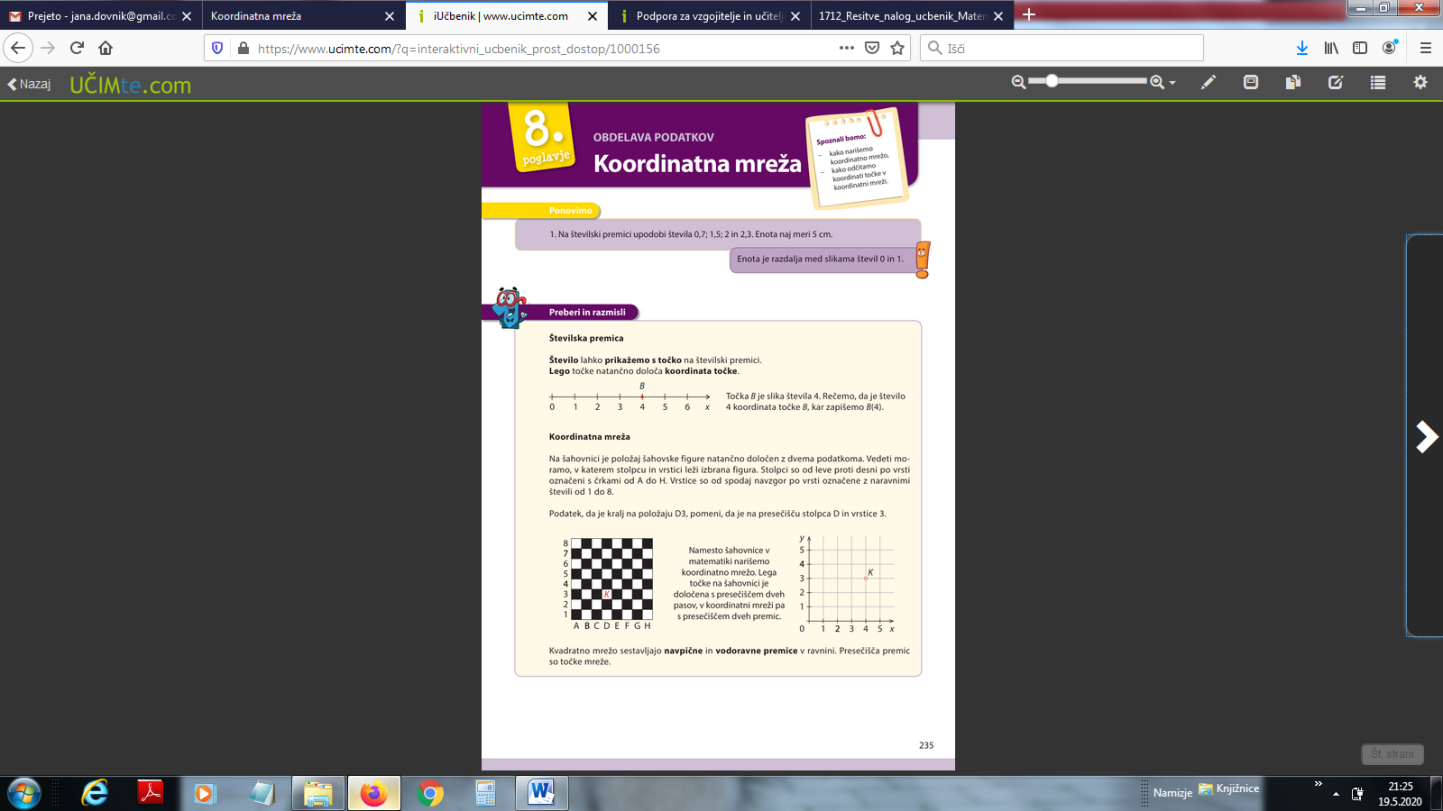 Prejeto - jana.dovnik@gmail.co
Koordinatna mreža
iUčbenik | www.ucimte.com
Podpora za vzgojitelje in učitelj
1712_Resitve_nalog_ucbenik_Mater
https://www.ucimte.com/?q=interaktivni_ucbenik_prost_dostop/1000156
Išči
Nazaj
UČIMte.com
8.
poglavje
OBDELAVA PODATKOV
Koordinatna mreža
Spoznali bomo:
– kako narišemo
koordinatno mrežo,
– kako odčitamo
koordinati točke v
koordinatni mreži.
Ponovimo
1. Na številski premici upodobi števila 0,7; 1,5; 2 in 2,3. Enota naj meri 5 cm.
Enota je razdalja med slikama števil 0 in 1.
Preberi in razmisli
Številska premica
Število lahko prikažemo s točko na številski premici.
Lego točke natančno določa koordinata točke.
B
0 1 2 3 4 5 6 x
Točka B je slika števila 4. Rečemo, da je število
4 koordinata točke B, kar zapišemo B(4).
Koordinatna mreža
Na šahovnici je položaj šahovske figure natančno določen z dvema podatkoma. Vedeti mo-
ramo, v katerem stolpcu in vrstici leži izbrana figura. Stolpci so od leve proti desni po vrsti
označeni s črkami od A do H. Vrstice so od spodaj navzgor po vrsti označene z naravnimi
števili od 1 do 8.
Podatek, da je kralj na položaju D3, pomeni, da je na presečišču stolpca D in vrstice 3.
8
7
6
5
4
3
2
1
K
A B C D E F G H
Namesto šahovnice v
matematiki narišemo
koordinatno mrežo. Lega
točke na šahovnici je
določena s presečiščem dveh
pasov, v koordinatni mreži pa
s presečiščem dveh premic.
y
5
4
3
2
1
K
0 1 2 3 4 5 x
Kvadratno mrežo sestavljajo navpične in vodoravne premice v ravnini. Presečišča premic
so točke mreže.
235
Št. strani
Namizje
Knjižnice
21:25
19.5.2020